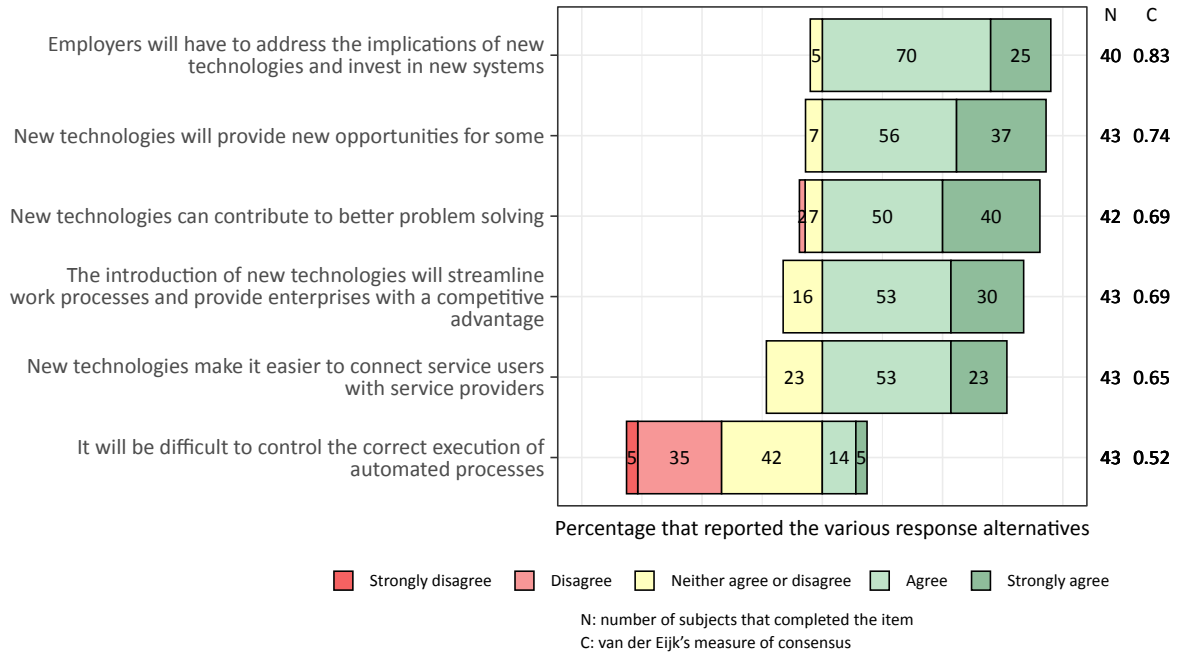 N C
Employers will have to address the implications of new
technologies and invest in new systems
5 70 25 40 0.83
New technologies will provide new opportunities for some
7 56 37 43 0.74
New technologies can contribute to better problem solving
2 7 50 40 42 0.69
The introduction of new technologies will streamline
work processes and provide enterprises with a competitive
advantage
16 53 30 43 0.69
New technologies make it easier to connect service users
with service providers
23 53 23 43 0.65
It will be difficult to control the correct execution of
automated processes
5 35 42 14 5 43 0.52
Percentage that reported the various response alternatives
Strongly disagree Disagree Neither agree or disagree Agree Strongly agree
N: number of subjects that completed the item
C: van der Eijk's measure of consensus